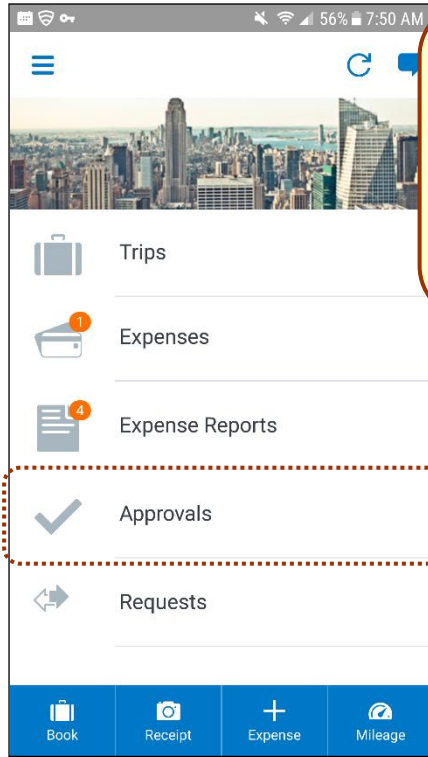 56% 7:50 AM
Trips
1
Expenses
4
Expense Reports
Approvals
Requests
Book Receipt Expense Mileage